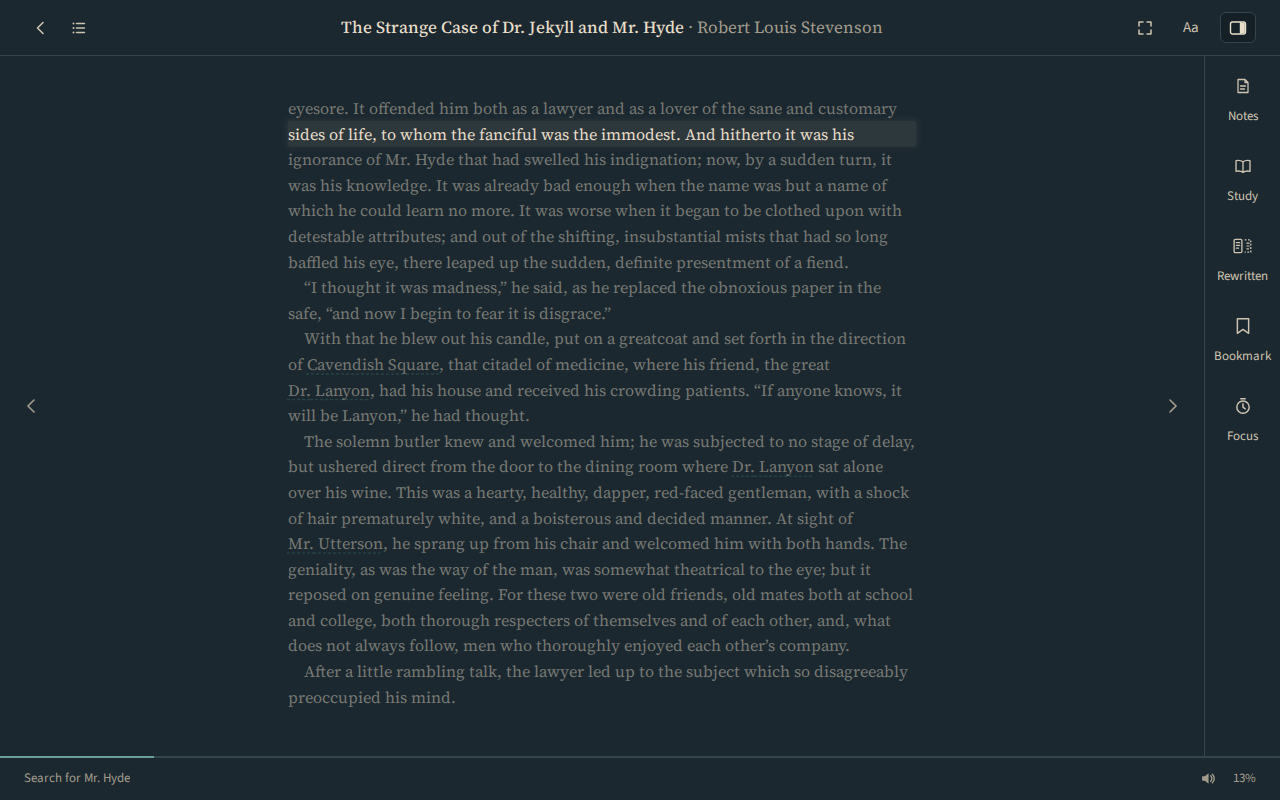 The Strange Case of Dr. Jekyll and Mr. Hyde · Robert Louis Stevenson
Aa
eyesore. It offended him both as a lawyer and as a lover of the sane and customary
sides of life, to whom the fanciful was the immodest. And hitherto it was his
ignorance of Mr. Hyde that had swelled his indignation; now, by a sudden turn, it
was his knowledge. It was already bad enough when the name was but a name of
which he could learn no more. It was worse when it began to be clothed upon with
detestable attributes; and out of the shifting, insubstantial mists that had so long
baffled his eye, there leaped up the sudden, definite presentment of a fiend.
“I thought it was madness,” he said, as he replaced the obnoxious paper in the
safe, “and now I begin to fear it is disgrace.”
With that he blew out his candle, put on a greatcoat and set forth in the direction
of Cavendish Square, that citadel of medicine, where his friend, the great
Dr. Lanyon, had his house and received his crowding patients. “If anyone knows, it
will be Lanyon,” he had thought.
The solemn butler knew and welcomed him; he was subjected to no stage of delay,
but ushered direct from the door to the dining room where Dr. Lanyon sat alone
over his wine. This was a hearty, healthy, dapper, red-faced gentleman, with a shock
of hair prematurely white, and a boisterous and decided manner. At sight of
Mr. Utterson, he sprang up from his chair and welcomed him with both hands. The
geniality, as was the way of the man, was somewhat theatrical to the eye; but it
reposed on genuine feeling. For these two were old friends, old mates both at school
and college, both thorough respecters of themselves and of each other, and, what
does not always follow, men who thoroughly enjoyed each other’s company.
After a little rambling talk, the lawyer led up to the subject which so disagreeably
preoccupied his mind.
Notes
Study
Rewritten
Bookmark
Focus
Search for Mr. Hyde
13%